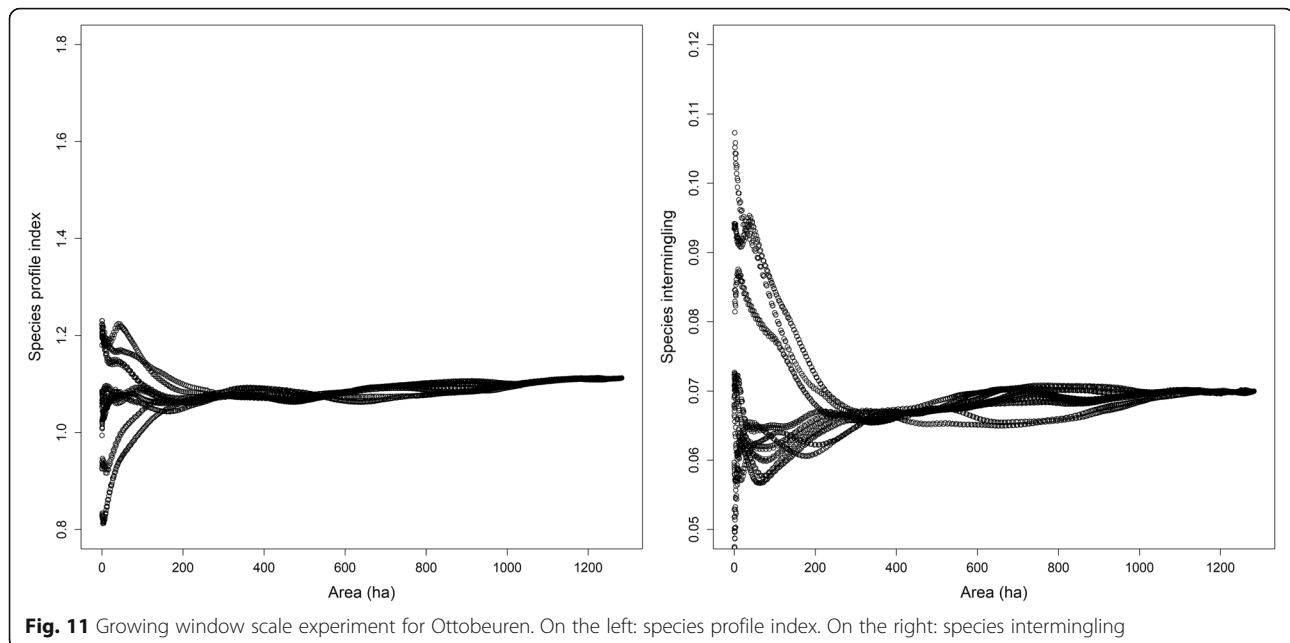 1.8
1.6
1.4
1.2
1.0
0.8
Species profile index
0 200 400 600 800 1000 1200
Area (ha)
0.12
0.11
0.10
0.09
0.08
0.07
0.06
0.05
Species intermingling
0 200 400 600 800 1000 1200
Area (ha)
Fig. 11 Growing window scale experiment for Ottobeuren. On the left: species profile index. On the right: species intermingling